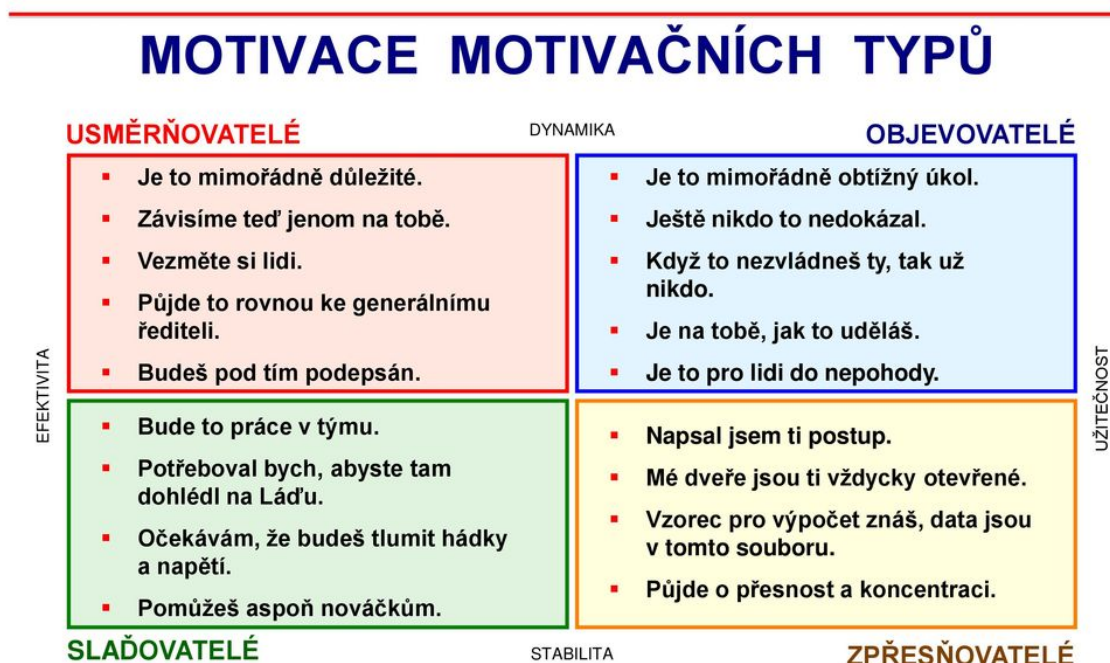 MOTIVACE MOTIVAČNÍCH TYPŮ
USMĚRŇOVATELÉ
DYNAMIKA
OBJEVOVATELÉ
Je to mimořádně důležité.
Závisíme teď jenom na tobě.
Vezměte si lidi.
Půjde to rovnou ke generálnímu
řediteli.
Budeš pod tím podepsán.
Je to mimořádně obtížný úkol.
Ještě nikdo to nedokázal.
Když to nezvládneš ty, tak už
nikdo.
Je na tobě, jak to uděláš.
Je to pro lidi do nepohody.
EFEKTIVITA
UŽITEČNOST
Bude to práce v týmu.
Potřeboval bych, abyste tam
dohlédl na Láďu.
Očekávám, že budeš tlumit hádky
a napětí.
Pomůžeš aspoň nováčkům.
Napsal jsem ti postup.
Mé dveře jsou ti vždycky otevřené.
Vzorec pro výpočet znáš, data jsou
v tomto souboru.
Půjde o přesnost a koncentraci.
SLAĎOVATELÉ
STABILITA
ZPŘESŇOVATELÉ